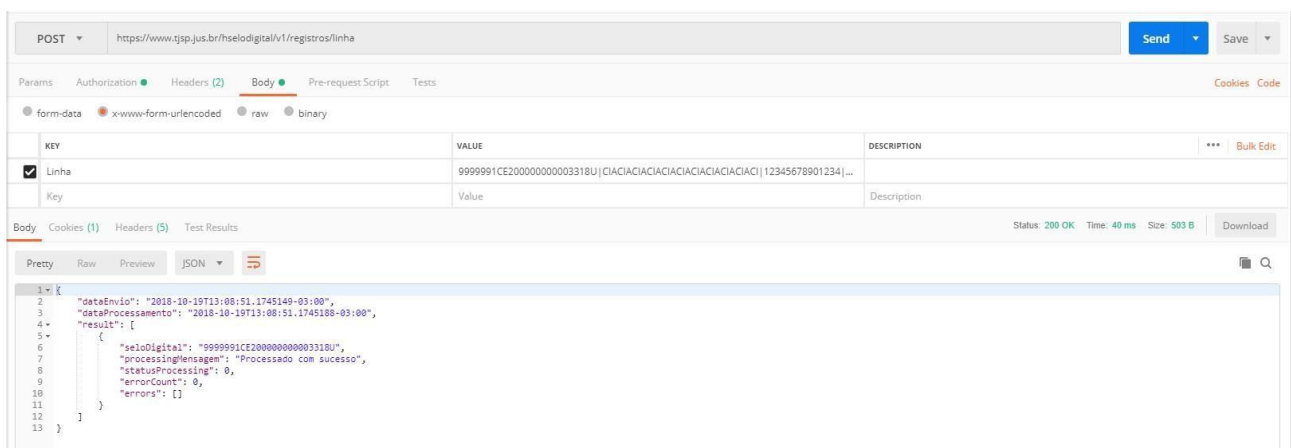 POST https://www.tjsp.jus.br/hselodigital/v1/registros/linha Send Save
Params Authorization Headers (2) Body Pre-request Script Tests Cookies Code
form-data x-www-form-urlencoded raw binary
KEY VALUE DESCRIPTION ••• Bulk Edit
Linha 9999991CE200000000003318U|CIACIACIACIACIACIACIACIACIACIACI|12345678901234|...
Key Value Description
Body Cookies (1) Headers (5) Test Results Status: 200 OK Time: 40 ms Size: 503 B Download
Pretty Raw Preview JSON
1 {
2 "dataEnvio": "2018-10-19T13:08:51.1745149-03:00",
3 "dataProcessamento": "2018-10-19T13:08:51.1745188-03:00",
4 "result": [
5 {
6 "seloDigital": "9999991CE200000000003318U",
7 "processingMensagem": "Processado com sucesso",
8 "statusProcessing": 0,
9 "errorCount": 0,
10 "errors": []
11 }
12 ]
13 }